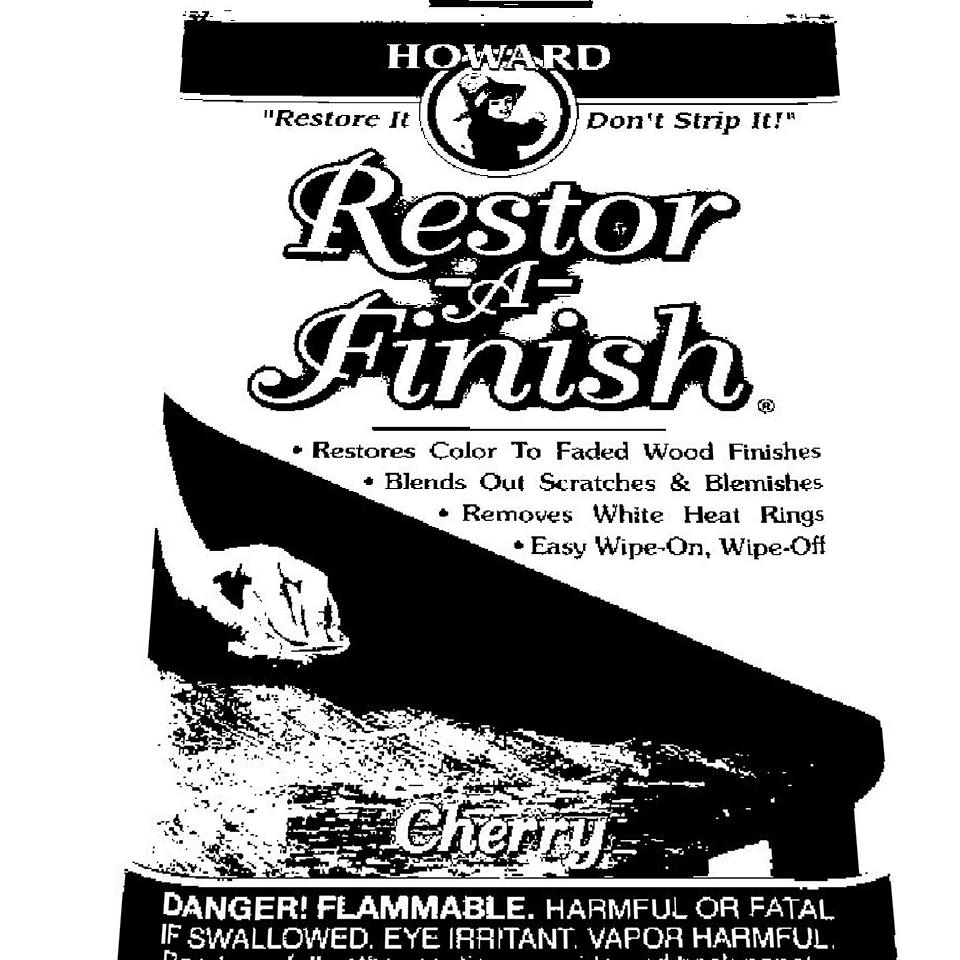 HOWARD
"Restore It Don't Strip It!"
Restor
-A-
Finish®
• Restores Color To Faded Wood Finishes
• Blends Out Scratches & Blemishes
• Removes White Heat Rings
• Easy Wipe-On, Wipe-Off
Cherry
DANGER! FLAMMABLE. HARMFUL OR FATAL
IF SWALLOWED. EYE IRRITANT. VAPOR HARMFUL.